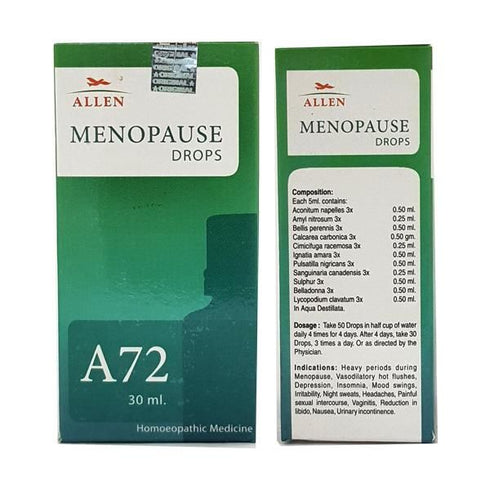 ORIGINAL
ORIGINAL
ALLEN
MENOPAUSE
DROPS
A72
30 ml.
Homoeopathic Medicine
ALLEN
MENOPAUSE
DROPS
Composition:
Each 5ml. contains:
Aconitum napelles 3x 0.50 ml.
Amyl nitrosum 3x 0.25 ml.
Bellis perennis 3x 0.50 ml.
Calcarea carbonica 3x 0.50 gm.
Cimicifuga racemosa 3x 0.25 ml.
Ignatia amara 3x 0.50 ml.
Pulsatilla nigricans 3x 0.50 ml.
Sanguinaria canadensis 3x 0.25 ml.
Sulphur 3x 0.50 ml.
Belladonna 3x 0.50 ml.
Lycopodium clavatum 3x 0.50 ml.
In Aqua Destillata.
Dosage : Take 50 Drops in half cup of water
daily 4 times for 4 days. After 4 days, take 30
Drops, 3 times a day. Or as directed by the
Physician.
Indications: Heavy periods during
Menopause, Vasodilatory hot flushes,
Depression, Insomnia, Mood swings,
Irritability, Night sweats, Headaches, Painful
sexual intercourse, Vaginitis, Reduction in
libido, Nausea, Urinary incontinence.